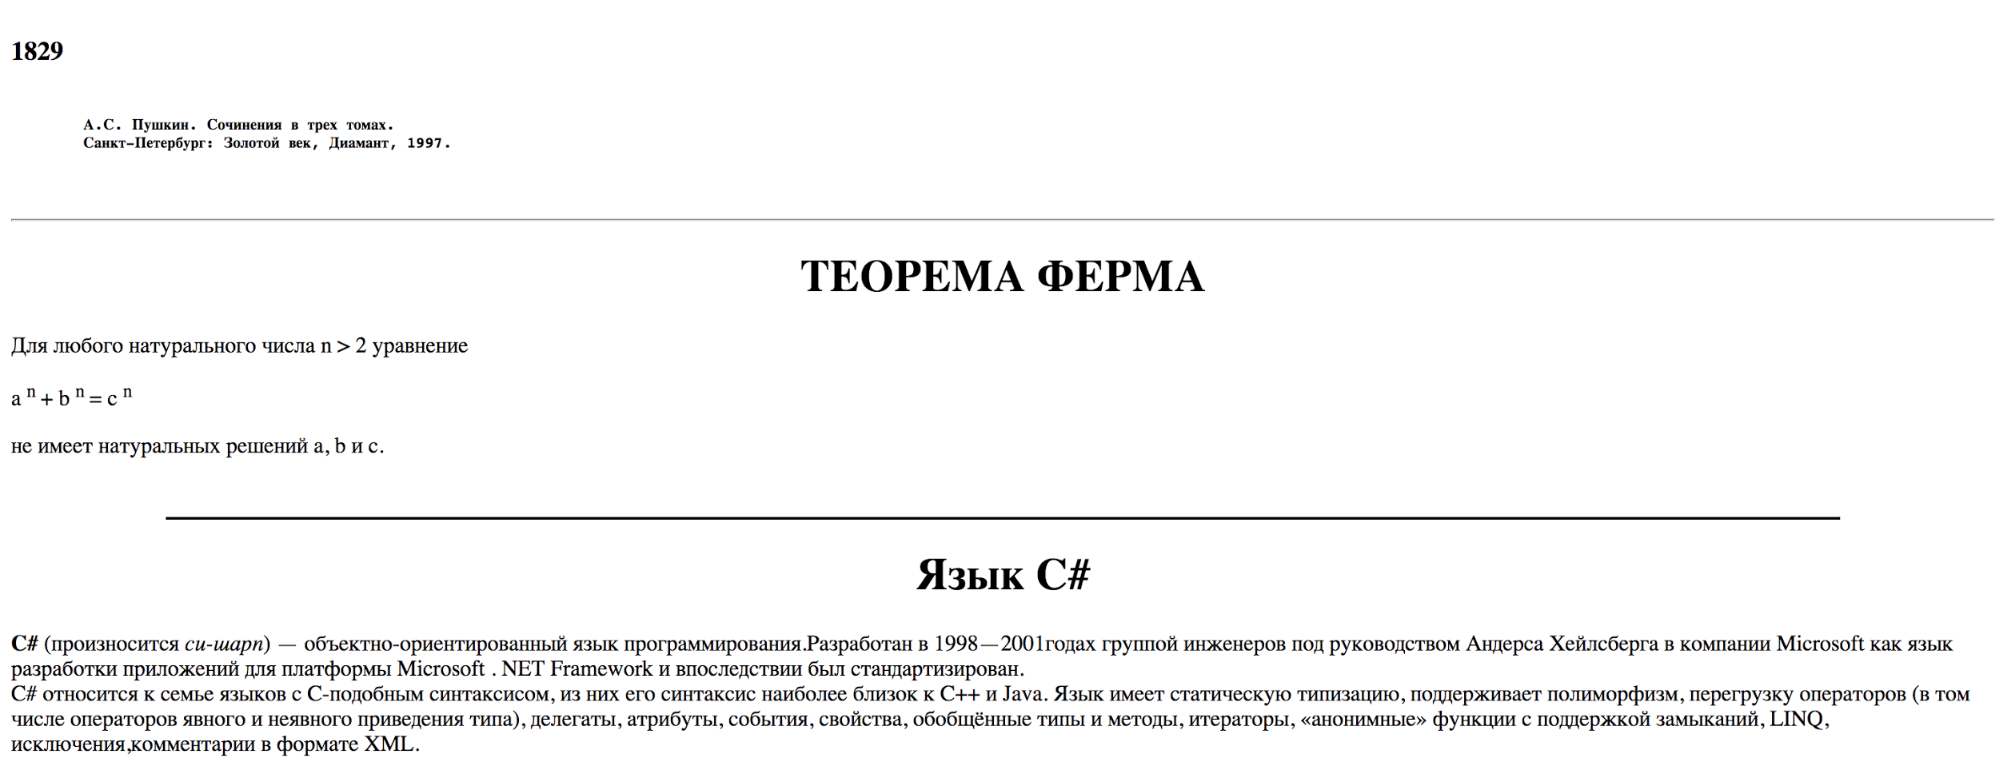 1829
А.С. Пушкин. Сочинения в трех томах.
Санкт-Петербург: Золотой век, Диамант, 1997.
ТЕОРЕМА ФЕРМА
Для любого натурального числа n > 2 уравнение
a n + b n = c n
не имеет натуральных решений a, b и c.
Язык C#
C# (произносится си-шарп) — объектно-ориентированный язык программирования.Разработан в 1998—2001годах группой инженеров под руководством Андерса Хейлсберга в компании Microsoft как язык
разработки приложений для платформы Microsoft . NET Framework и впоследствии был стандартизирован.
C# относится к семье языков с C-подобным синтаксисом, из них его синтаксис наиболее близок к C++ и Java. Язык имеет статическую типизацию, поддерживает полиморфизм, перегрузку операторов (в том
числе операторов явного и неявного приведения типа), делегаты, атрибуты, события, свойства, обобщённые типы и методы, итераторы, «анонимные» функции с поддержкой замыканий, LINQ,
исключения,комментарии в формате XML.